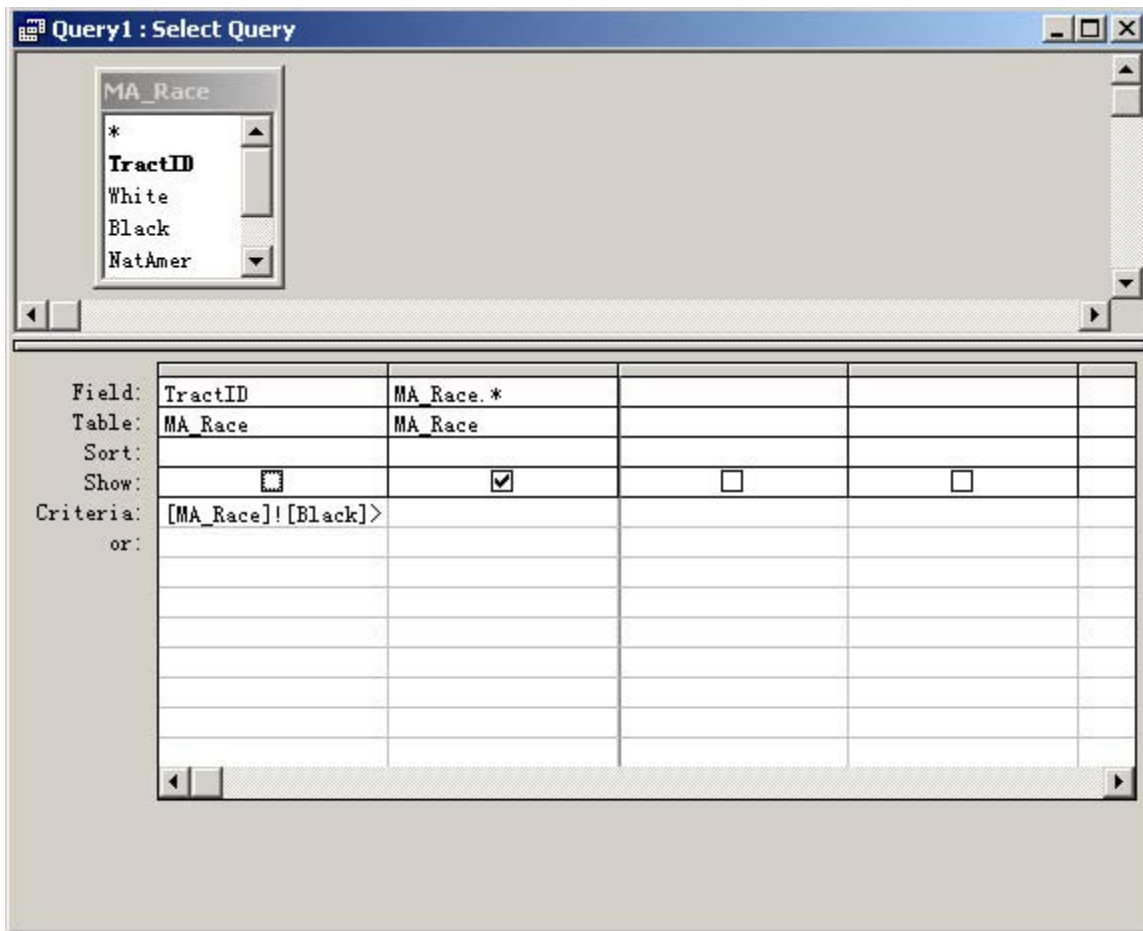 Query1 : Select Query
MA_Race
*
TractID
White
Black
NatAmer
Field: TractID MA_Race.*
Table: MA_Race MA_Race
Sort:
Show:
Criteria: [MA_Race]![Black]>
or: